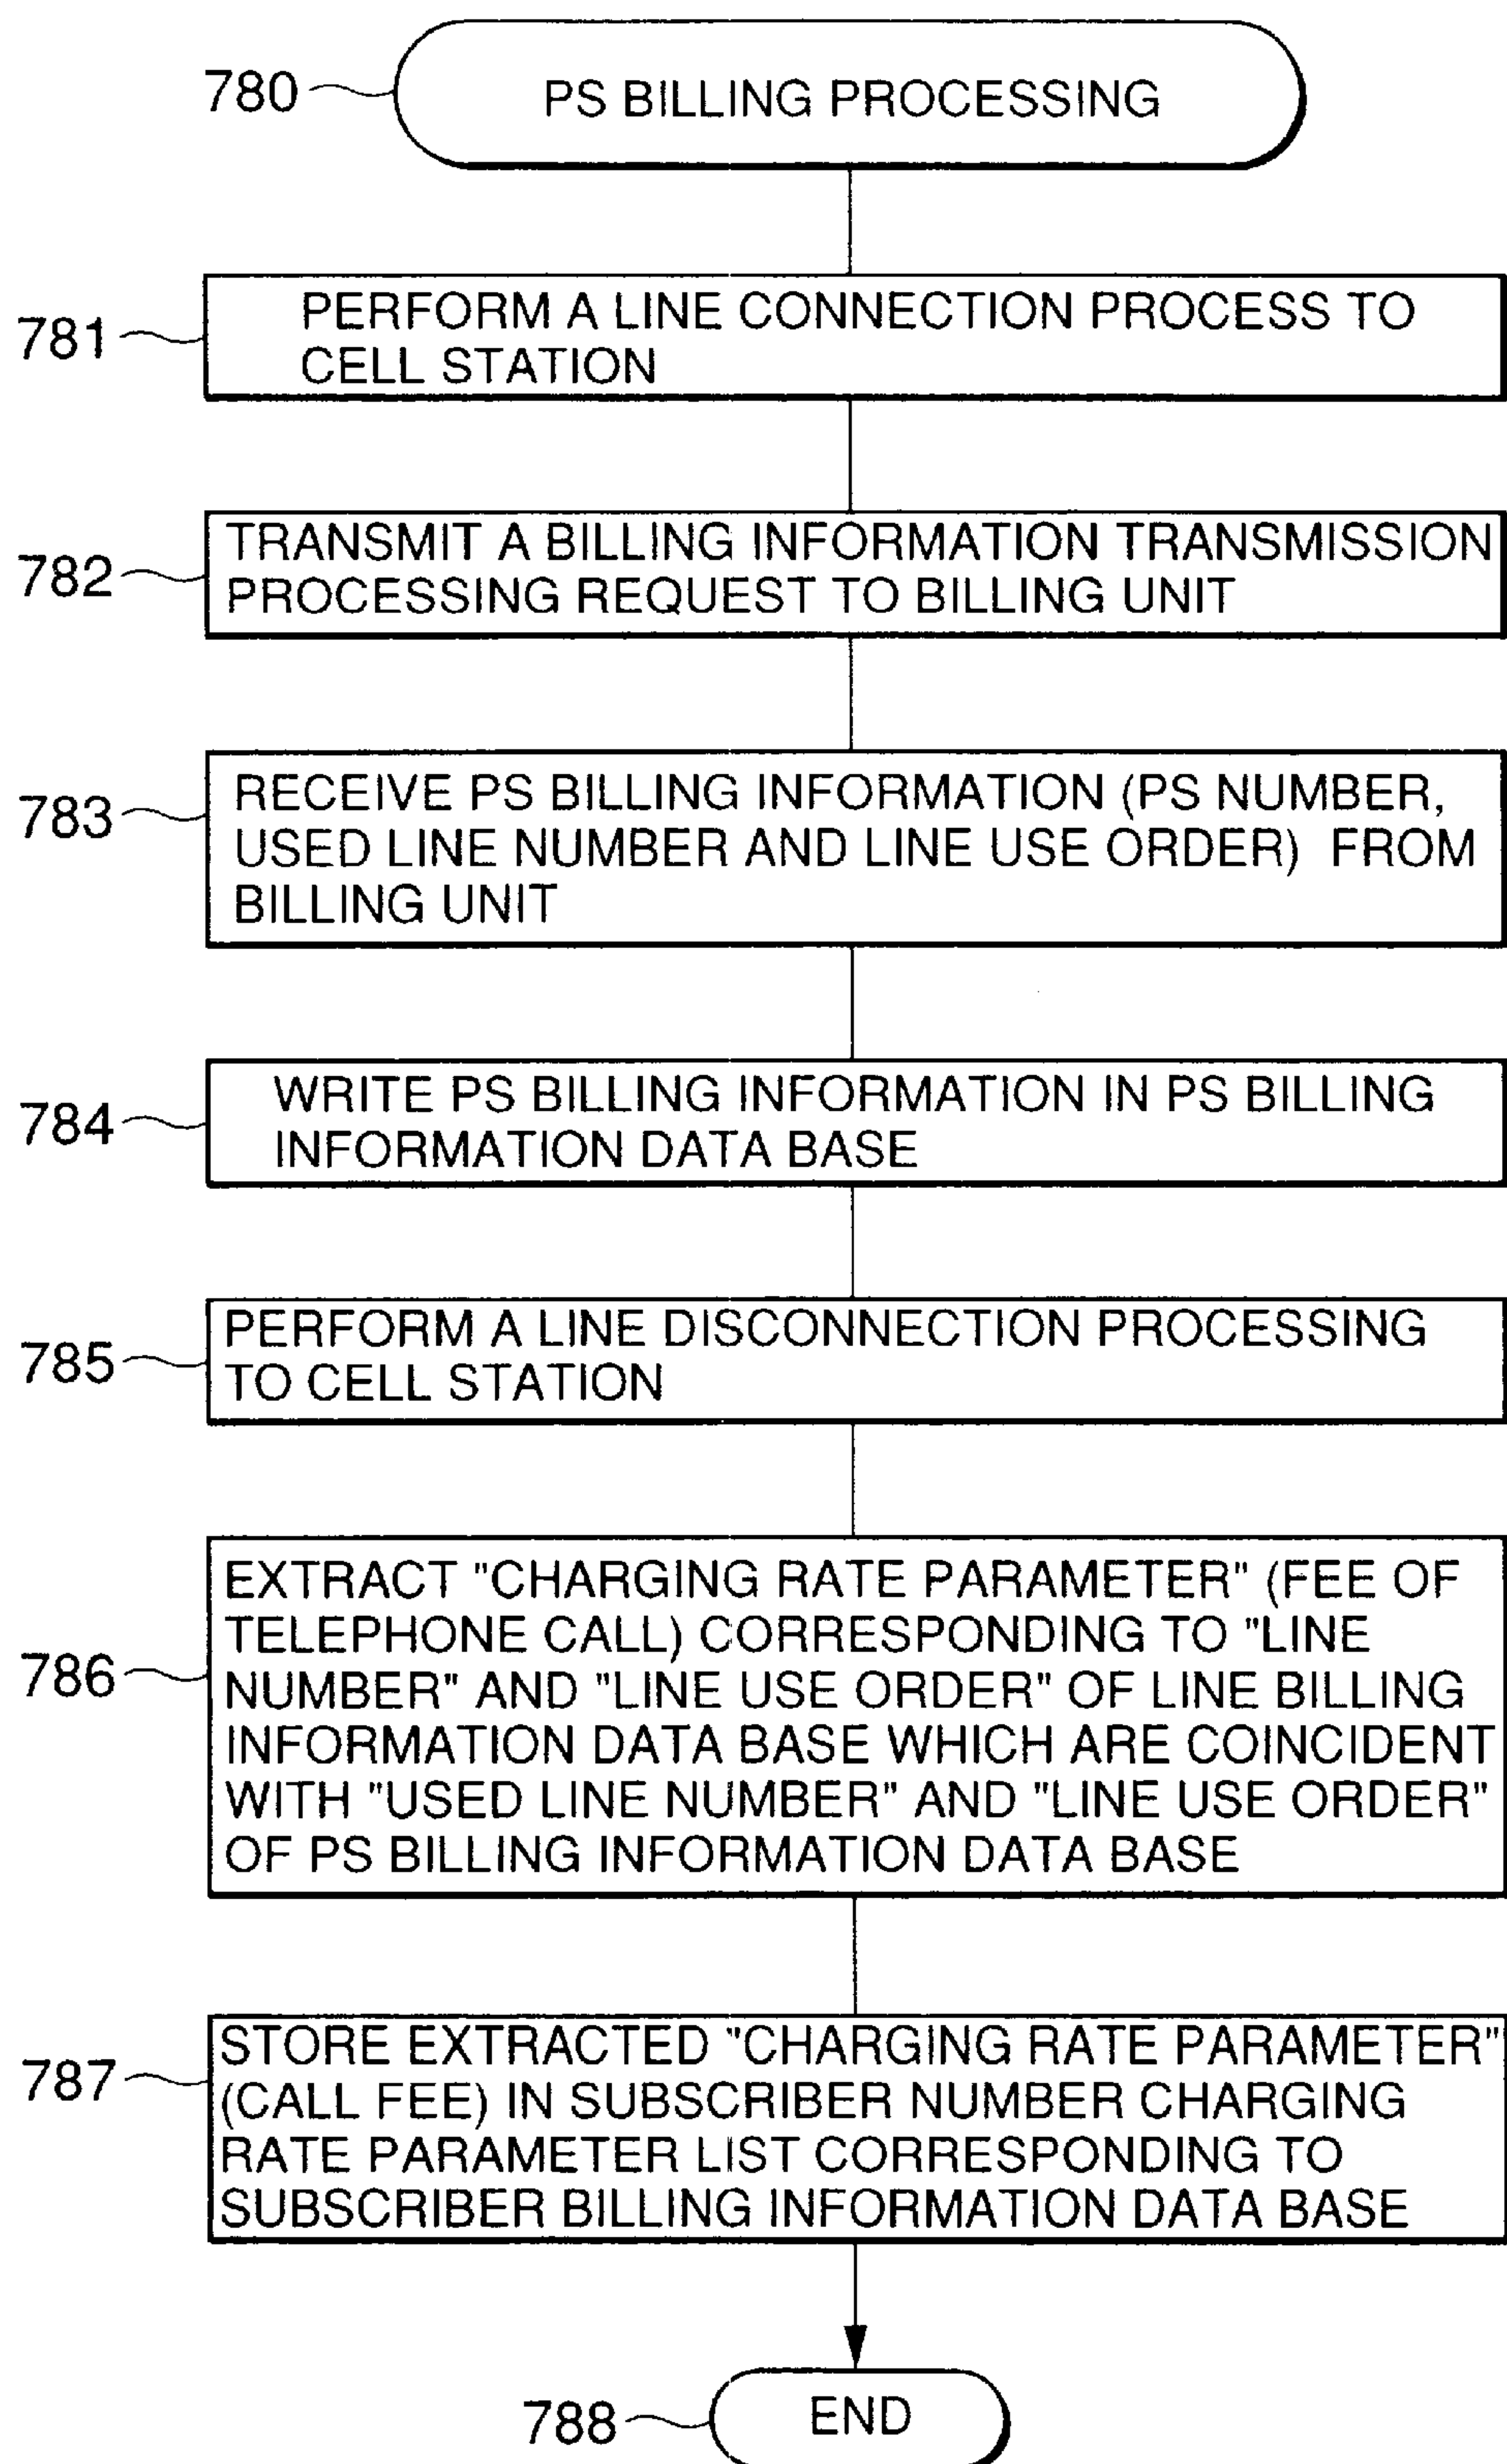 780
PS BILLING PROCESSING
781
PERFORM A LINE CONNECTION PROCESS TO
CELL STATION
782
TRANSMIT A BILLING INFORMATION TRANSMISSION
PROCESSING REQUEST TO BILLING UNIT
783
RECEIVE PS BILLING INFORMATION (PS NUMBER,
USED LINE NUMBER AND LINE USE ORDER) FROM
BILLING UNIT
784
WRITE PS BILLING INFORMATION IN PS BILLING
INFORMATION DATA BASE
785
PERFORM A LINE DISCONNECTION PROCESSING
TO CELL STATION
786
EXTRACT "CHARGING RATE PARAMETER" (FEE OF
TELEPHONE CALL) CORRESPONDING TO "LINE
NUMBER" AND "LINE USE ORDER" OF LINE BILLING
INFORMATION DATA BASE WHICH ARE COINCIDENT
WITH "USED LINE NUMBER" AND "LINE USE ORDER"
OF PS BILLING INFORMATION DATA BASE
787
STORE EXTRACTED "CHARGING RATE PARAMETER"
(CALL FEE) IN SUBSCRIBER NUMBER CHARGING
RATE PARAMETER LIST CORRESPONDING TO
SUBSCRIBER BILLING INFORMATION DATA BASE
788
END